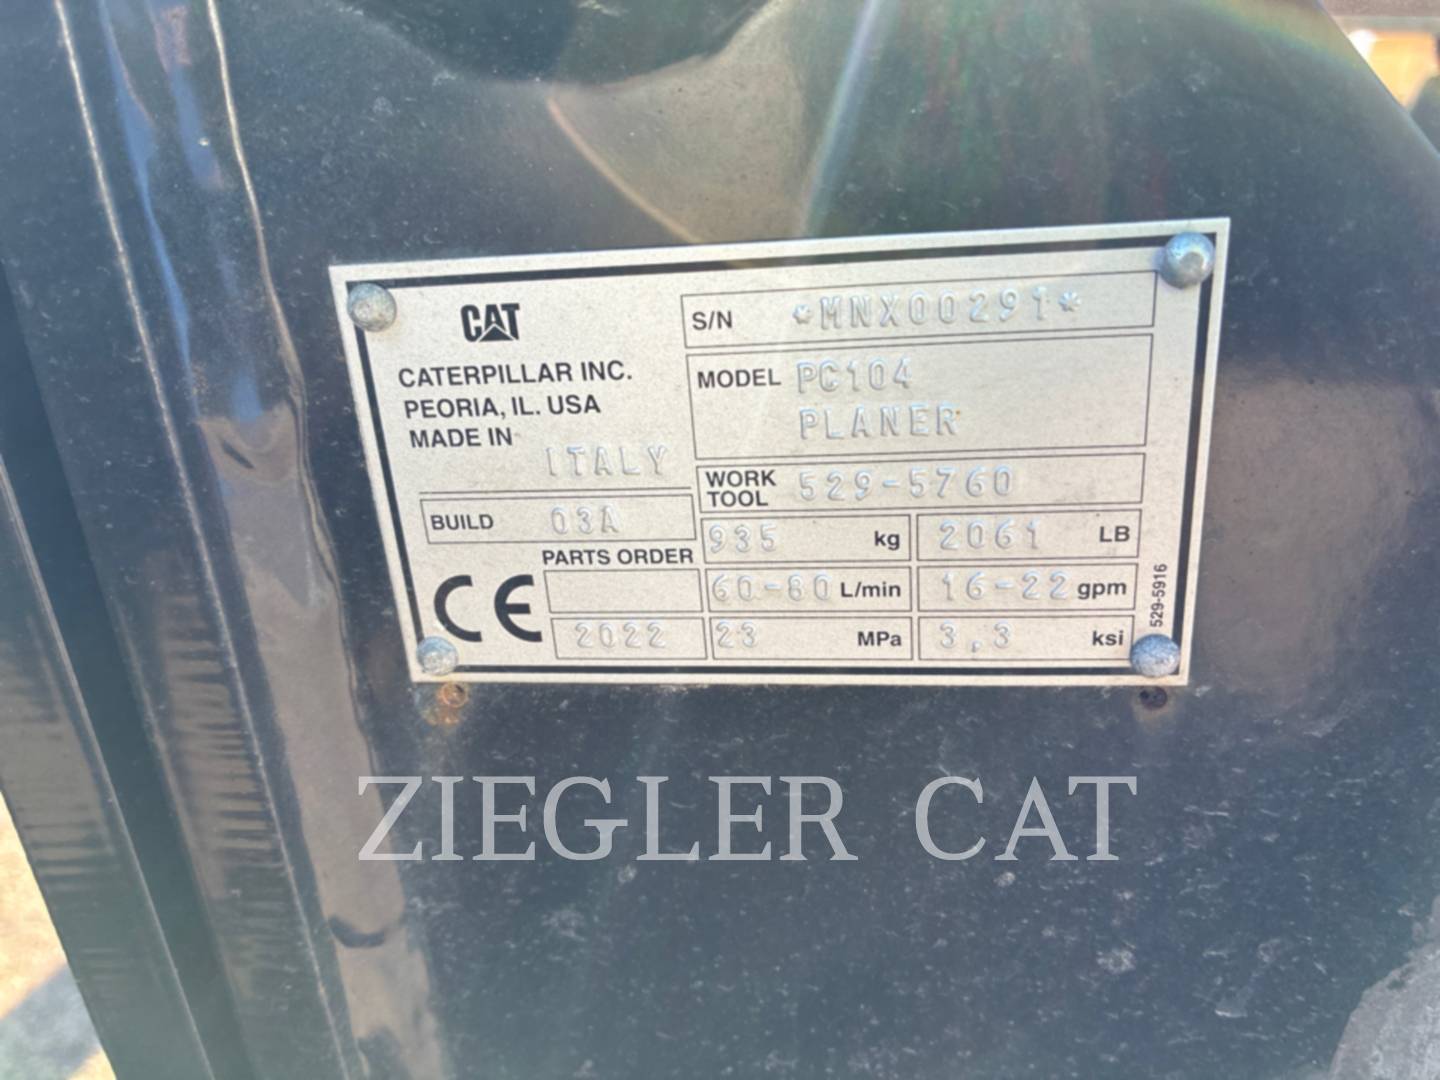 CAT
CATERPILLAR INC.
PEORIA, IL. USA
MADE IN
ITALY
BUILD 03A
PARTS ORDER
CE
2022
S/N *MNX00291*
MODEL PC104
PLANER
WORK TOOL 529-5760
935 kg 2061 LB
60-80 L/min 16-22 gpm
23 MPa 3,3 ksi
529-5916
ZIEGLER CAT